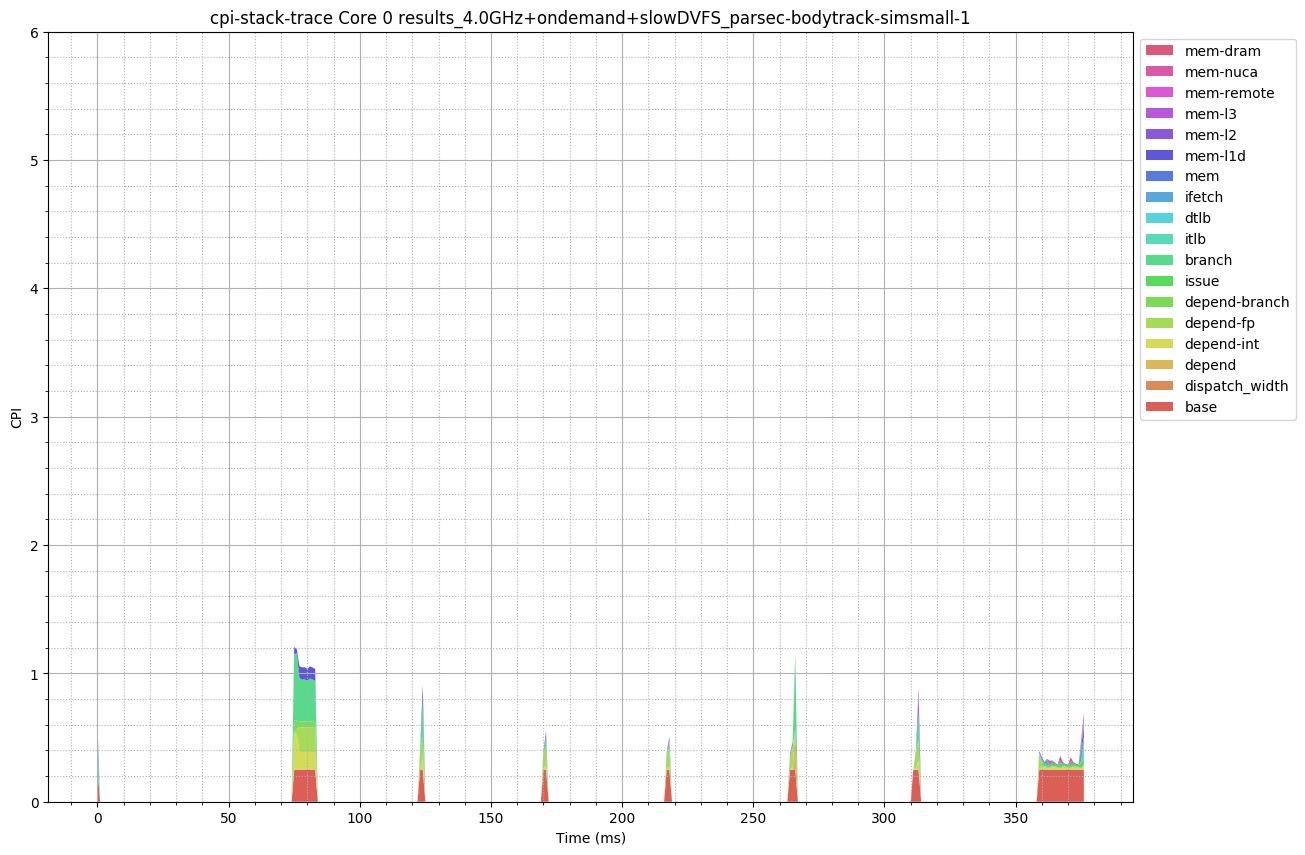 cpi-stack-trace Core 0 results_4.0GHz+ondemand+slowDVFS_parsec-bodytrack-simsmall-1
6
5
4
3
2
1
0
CPI
0 50 100 150 200 250 300 350
Time (ms)
mem-dram
mem-nuca
mem-remote
mem-l3
mem-l2
mem-l1d
mem
ifetch
dtlb
itlb
branch
issue
depend-branch
depend-fp
depend-int
depend
dispatch_width
base